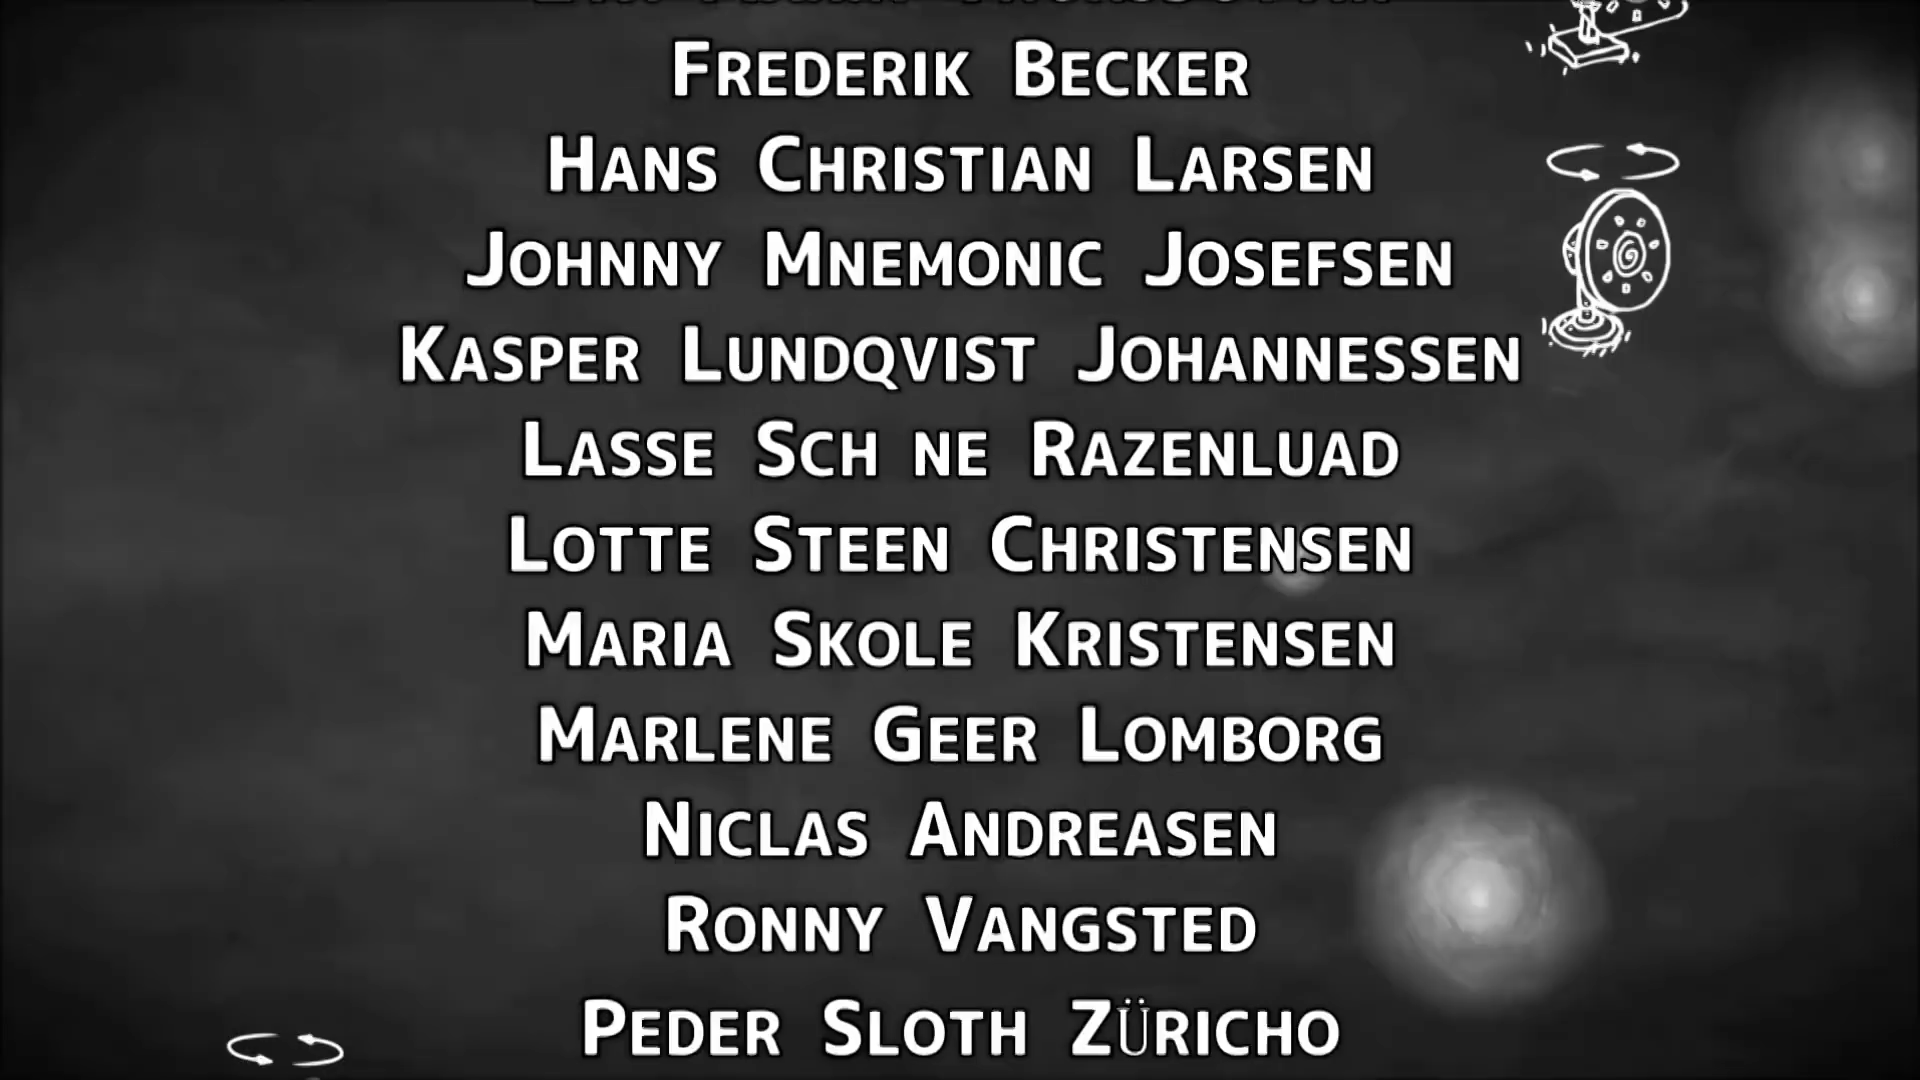 Frederik Becker
Hans Christian Larsen
Johnny Mnemonic Josefsen
Kasper Lundqvist Johannessen
Lasse Sch ne Razenluad
Lotte Steen Christensen
Maria Skole Kristensen
Marlene Geer Lomborg
Niclas Andreasen
Ronny Vangsted
Peder Sloth Züricho